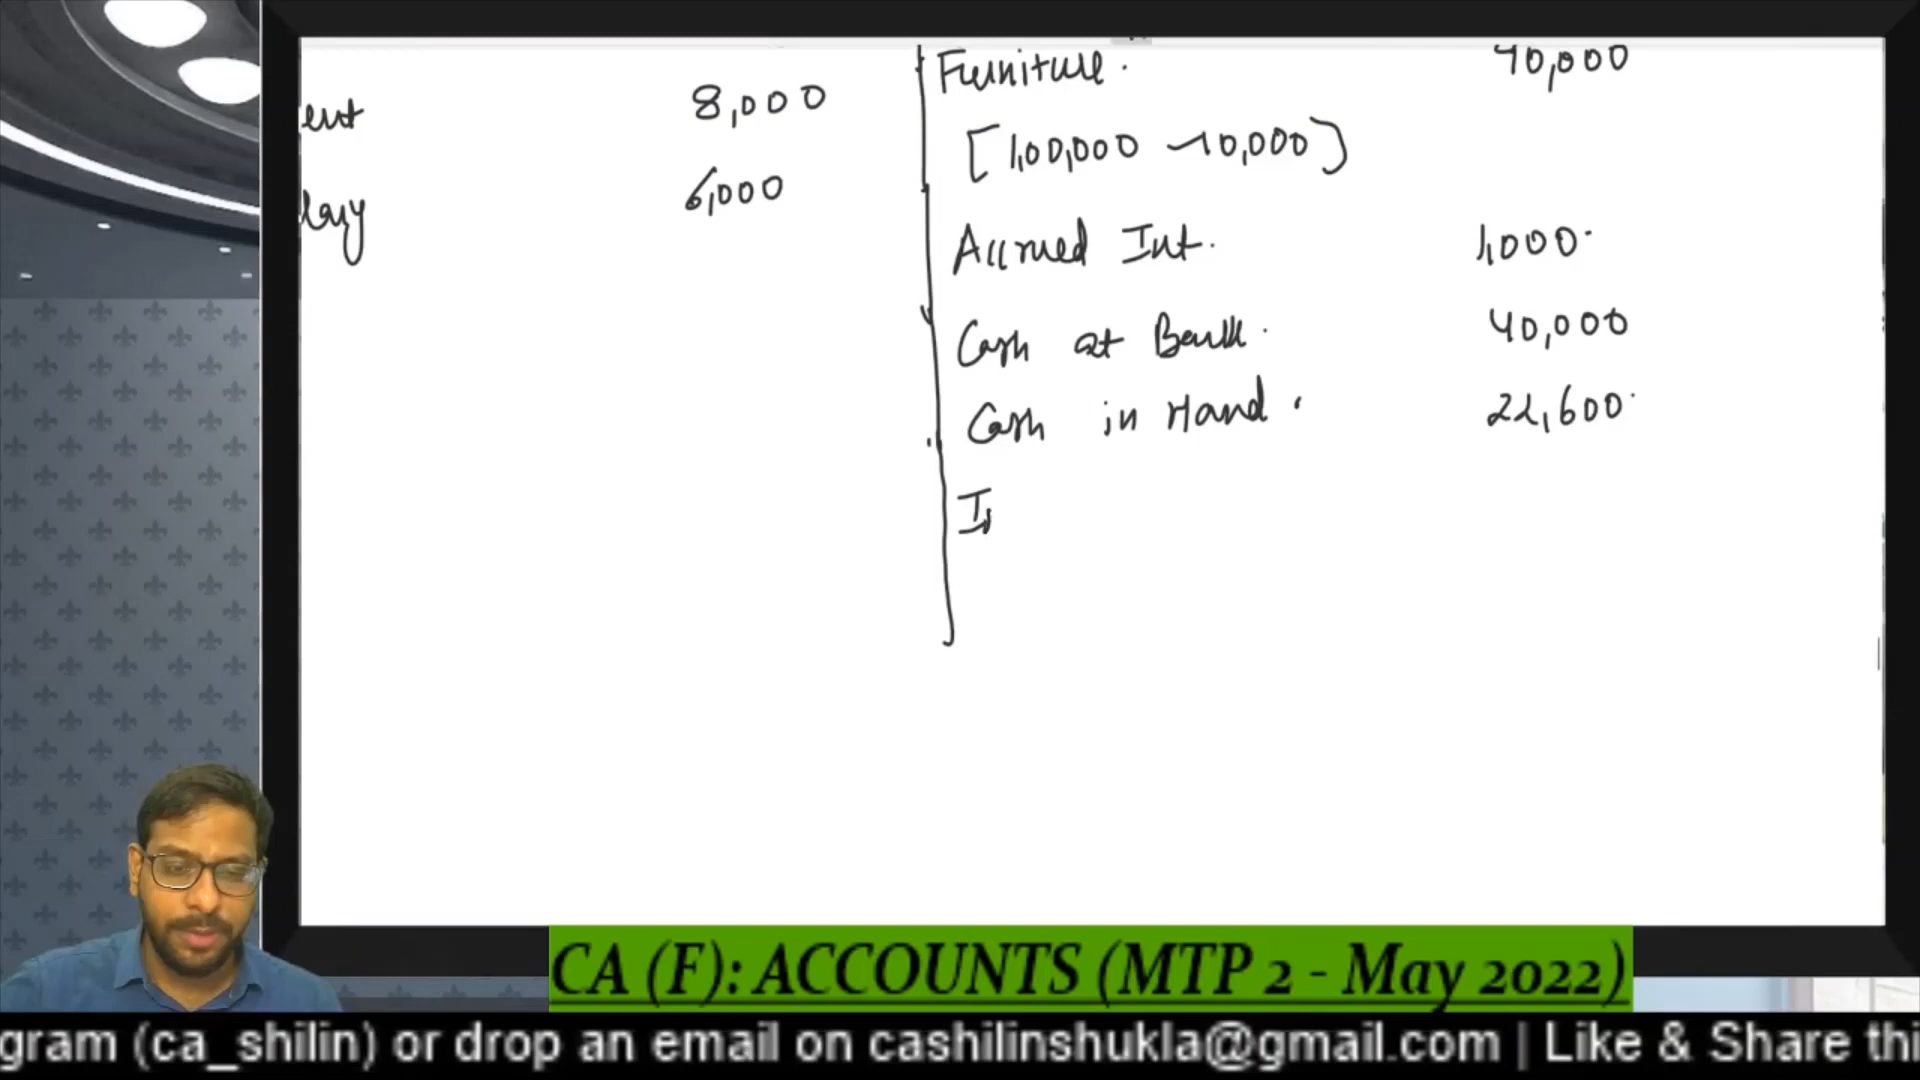 ent 8,000
lary 6,000
Furniture. 90,000
[1,00,000 - 10,000]
Accrued Int. 1,000
Cash at Bank. 40,000
Cash in Hand. 22,600
CA (F): ACCOUNTS (MTP 2 - May 2022)
gram (ca_shilin) or drop an email on cashilinshukla@gmail.com | Like & Share thi